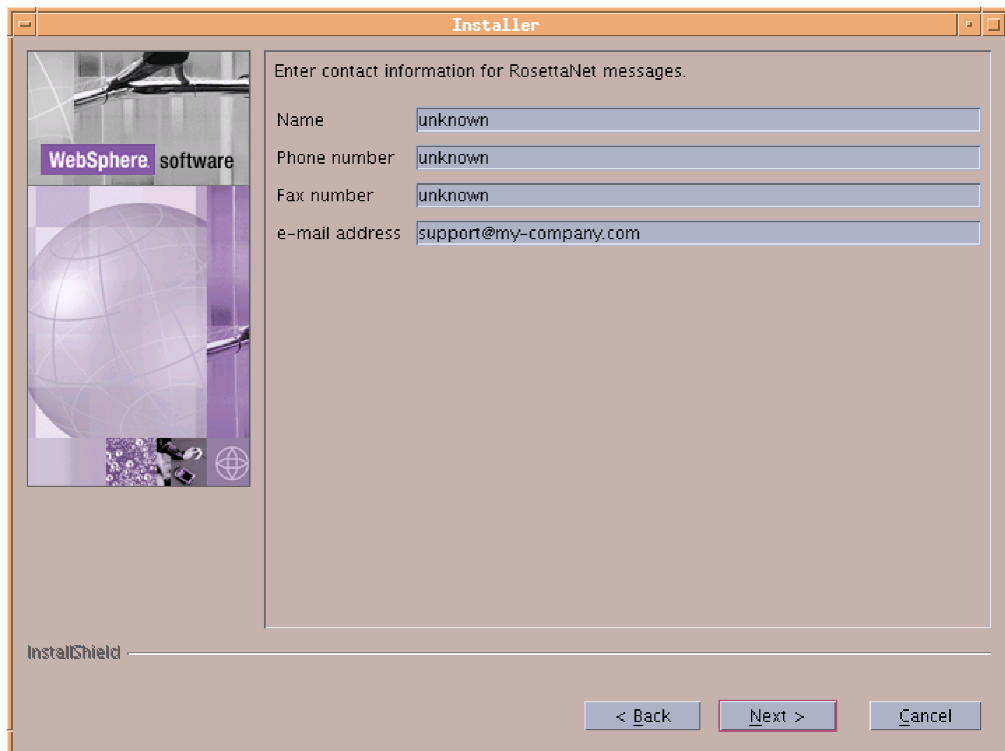 Installer
WebSphere. software
Enter contact information for RosettaNet messages.
Name unknown
Phone number unknown
Fax number unknown
e-mail address support@my-company.com
InstallShield
< Back Next > Cancel